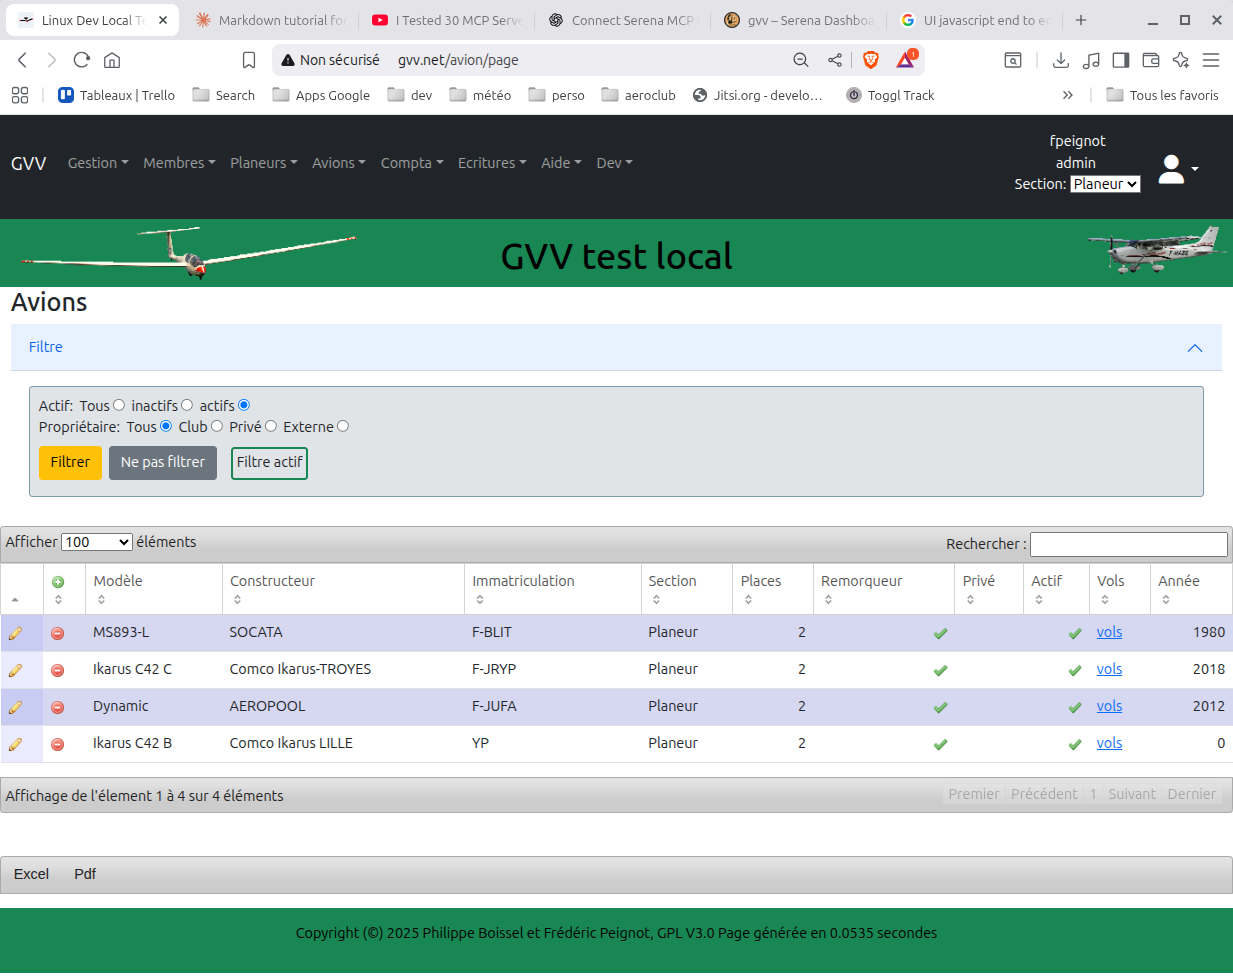 Linux Dev Local Te
Markdown tutorial for
I Tested 30 MCP Serve
Connect Serena MCP
gvv – Serena Dashboa
UI javascript end to en
Non sécurisé gvv.net/avion/page
1
Tableaux | Trello Search Apps Google dev météo perso aeroclub Jitsi.org - develo... Toggl Track Tous les favoris
fpeignot
GVV Gestion Membres Planeurs Avions Compta Ecritures Aide Dev admin
Section: Planeur
GVV test local
F-HABE
Avions
Filtre
Actif: Tous inactifs actifs
Propriétaire: Tous Club Privé Externe
Filtrer Ne pas filtrer Filtre actif
Afficher 100 éléments Rechercher :
Modèle Constructeur Immatriculation Section Places Remorqueur Privé Actif Vols Année
MS893-L SOCATA F-BLIT Planeur 2 vols 1980
Ikarus C42 C Comco Ikarus-TROYES F-JRYP Planeur 2 vols 2018
Dynamic AEROPOOL F-JUFA Planeur 2 vols 2012
Ikarus C42 B Comco Ikarus LILLE YP Planeur 2 vols 0
Affichage de l'élement 1 à 4 sur 4 éléments Premier Précédent 1 Suivant Dernier
Excel Pdf
Copyright (©) 2025 Philippe Boissel et Frédéric Peignot, GPL V3.0 Page générée en 0.0535 secondes